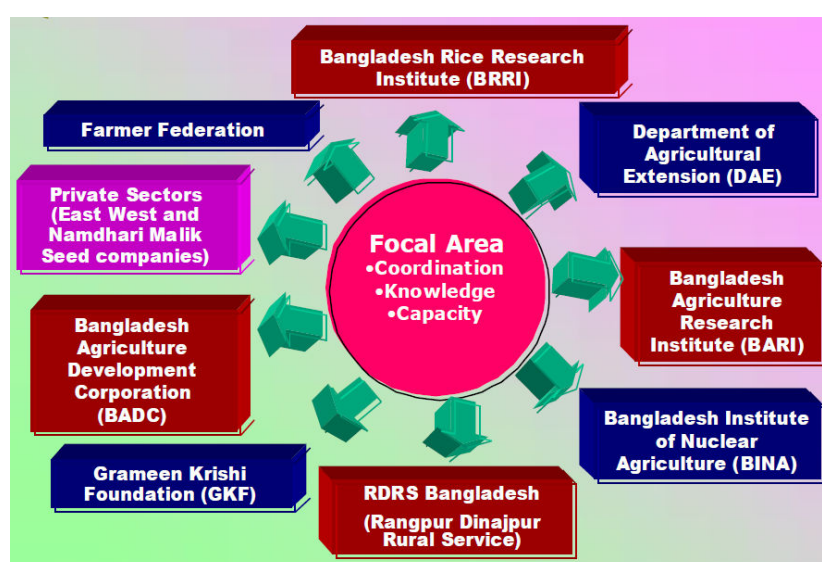 Bangladesh Rice Research
Institute (BRRI)
Farmer Federation
Department of
Agricultural
Extension (DAE)
Private Sectors
(East West and
Namdhari Malik
Seed companies)
Focal Area
•Coordination
•Knowledge
•Capacity
Bangladesh
Agriculture
Research
Institute (BARI)
Bangladesh
Agriculture
Development
Corporation
(BADC)
Bangladesh Institute
of Nuclear
Agriculture (BINA)
Grameen Krishi
Foundation (GKF)
RDRS Bangladesh
(Rangpur Dinajpur
Rural Service)